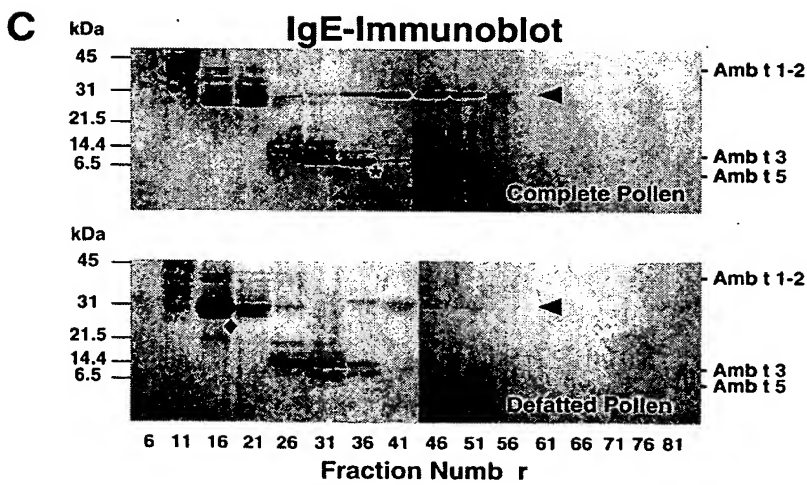 C
kDa
IgE-Immunoblot
45
31
21.5
14.4
6.5
Amb t 1-2
Amb t 3
Amb t 5
*
Complete Pollen
kDa
45
31
21.5
14.4
6.5
Amb t 1-2
Amb t 3
Amb t 5
Defatted Pollen
6 11 16 21 26 31 36 41 46 51 56 61 66 71 76 81
Fraction Numb r